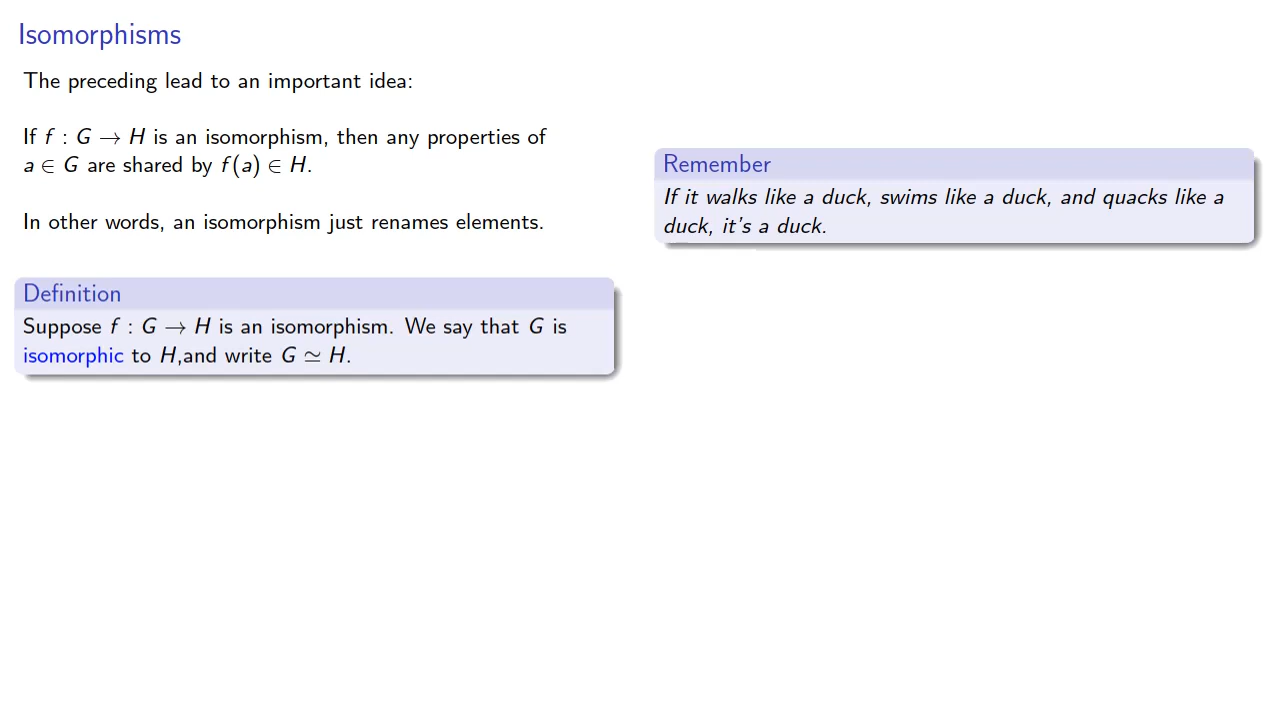 Isomorphisms
The preceding lead to an important idea:
If f : G → H is an isomorphism, then any properties of
a ∈ G are shared by f(a) ∈ H.
In other words, an isomorphism just renames elements.
Definition
Suppose f : G → H is an isomorphism. We say that G is
isomorphic to H,and write G ≃ H.
Remember
If it walks like a duck, swims like a duck, and quacks like a
duck, it's a duck.